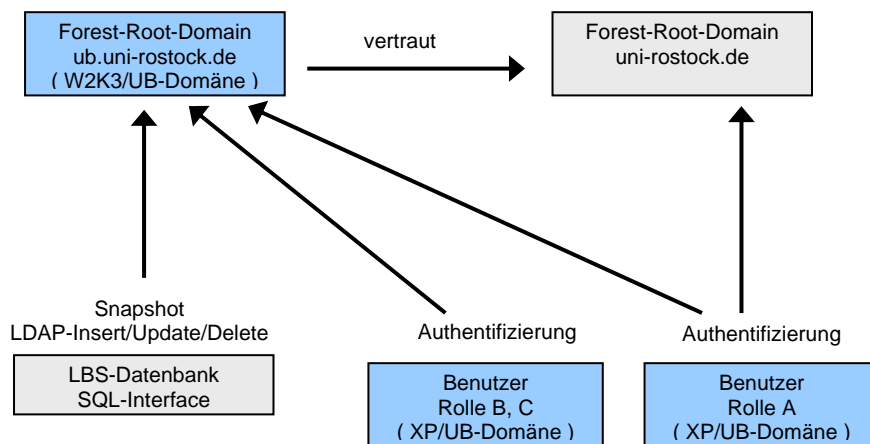 Forest-Root-Domain
ub.uni-rostock.de
( W2K3/UB-Domäne )
vertraut
Forest-Root-Domain
uni-rostock.de
Snapshot
LDAP-Insert/Update/Delete
LBS-Datenbank
SQL-Interface
Authentifizierung
Benutzer
Rolle B, C
( XP/UB-Domäne )
Authentifizierung
Benutzer
Rolle A
( XP/UB-Domäne )